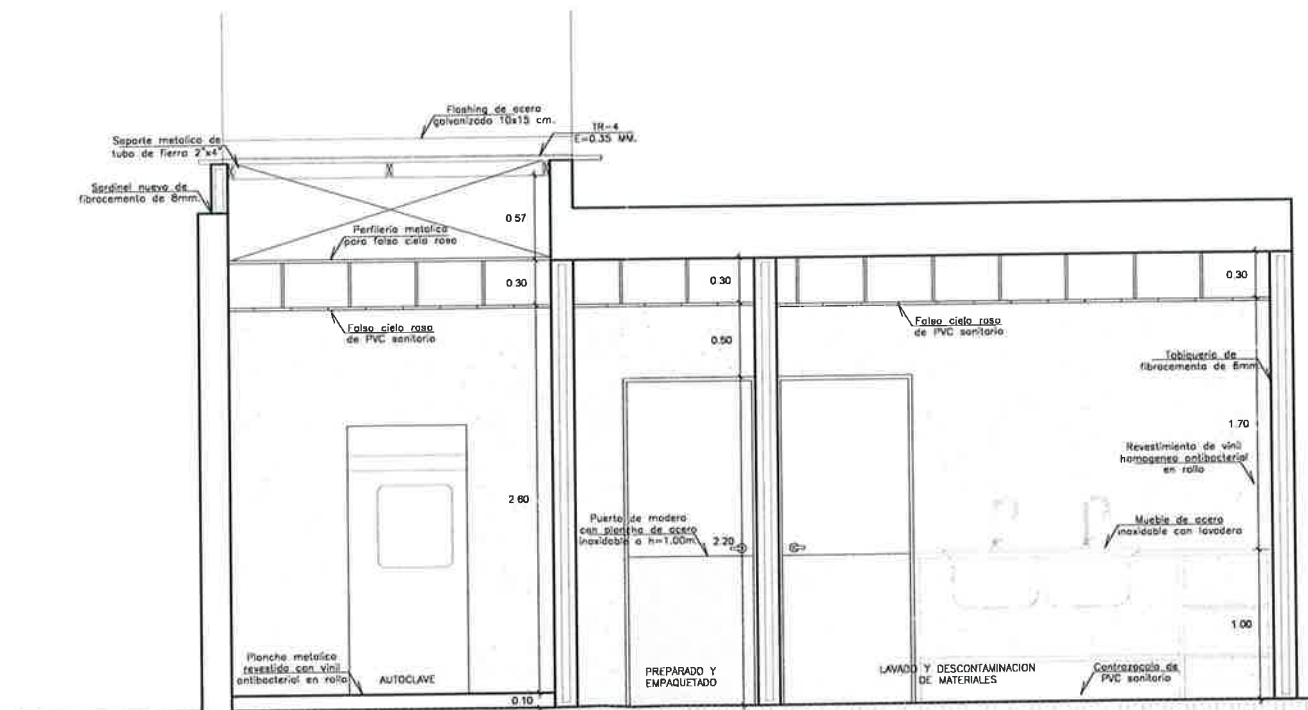 Flashing de acero
galvanizado 10x15 cm.
TR-4
E=0.35 MM.
Soporte metalico de
tubo de fierro 2"x4"
Sardinel nuevo de
fibrocemento de 8mm.
0.57
Perfileria metalica
para falso cielo raso
0.30
0.30
0.30
Falso cielo raso
de PVC sanitario
Falso cielo raso
de PVC sanitario
0.50
Tabiqueria de
fibrocemento de 6mm
1.70
Revestimiento de vinil
homogeneo antibacterial
en rollo
2.60
Puerta de madera
con plancha de acero
inoxidable a h=1.00m.
2.20
Mueble de acero
inoxidable con lavadero
1.00
Plancha metalica
revestida con vinil
antibacterial en rollo
AUTOCLAVE
PREPARADO Y
EMPAQUETADO
LAVADO Y DESCONTAMINACION
DE MATERIALES
Contrazocalo de
PVC sanitario
0.10